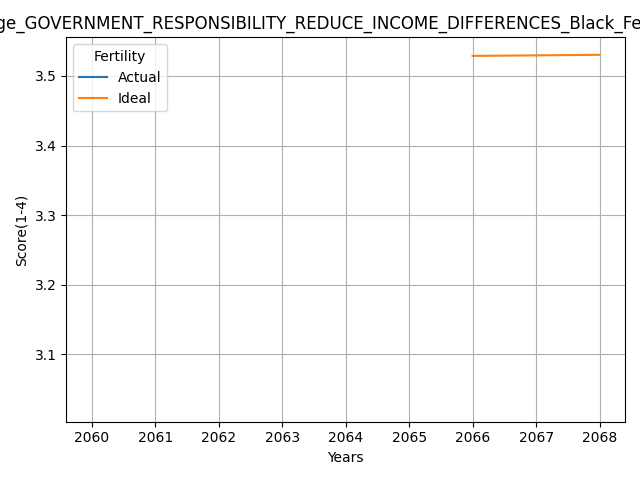 ge_GOVERNMENT_RESPONSIBILITY_REDUCE_INCOME_DIFFERENCES_Black_Fe
Fertility
Actual
Ideal
3.5
3.4
3.3
3.2
3.1
Score(1-4)
2060 2061 2062 2063 2064 2065 2066 2067 2068
Years